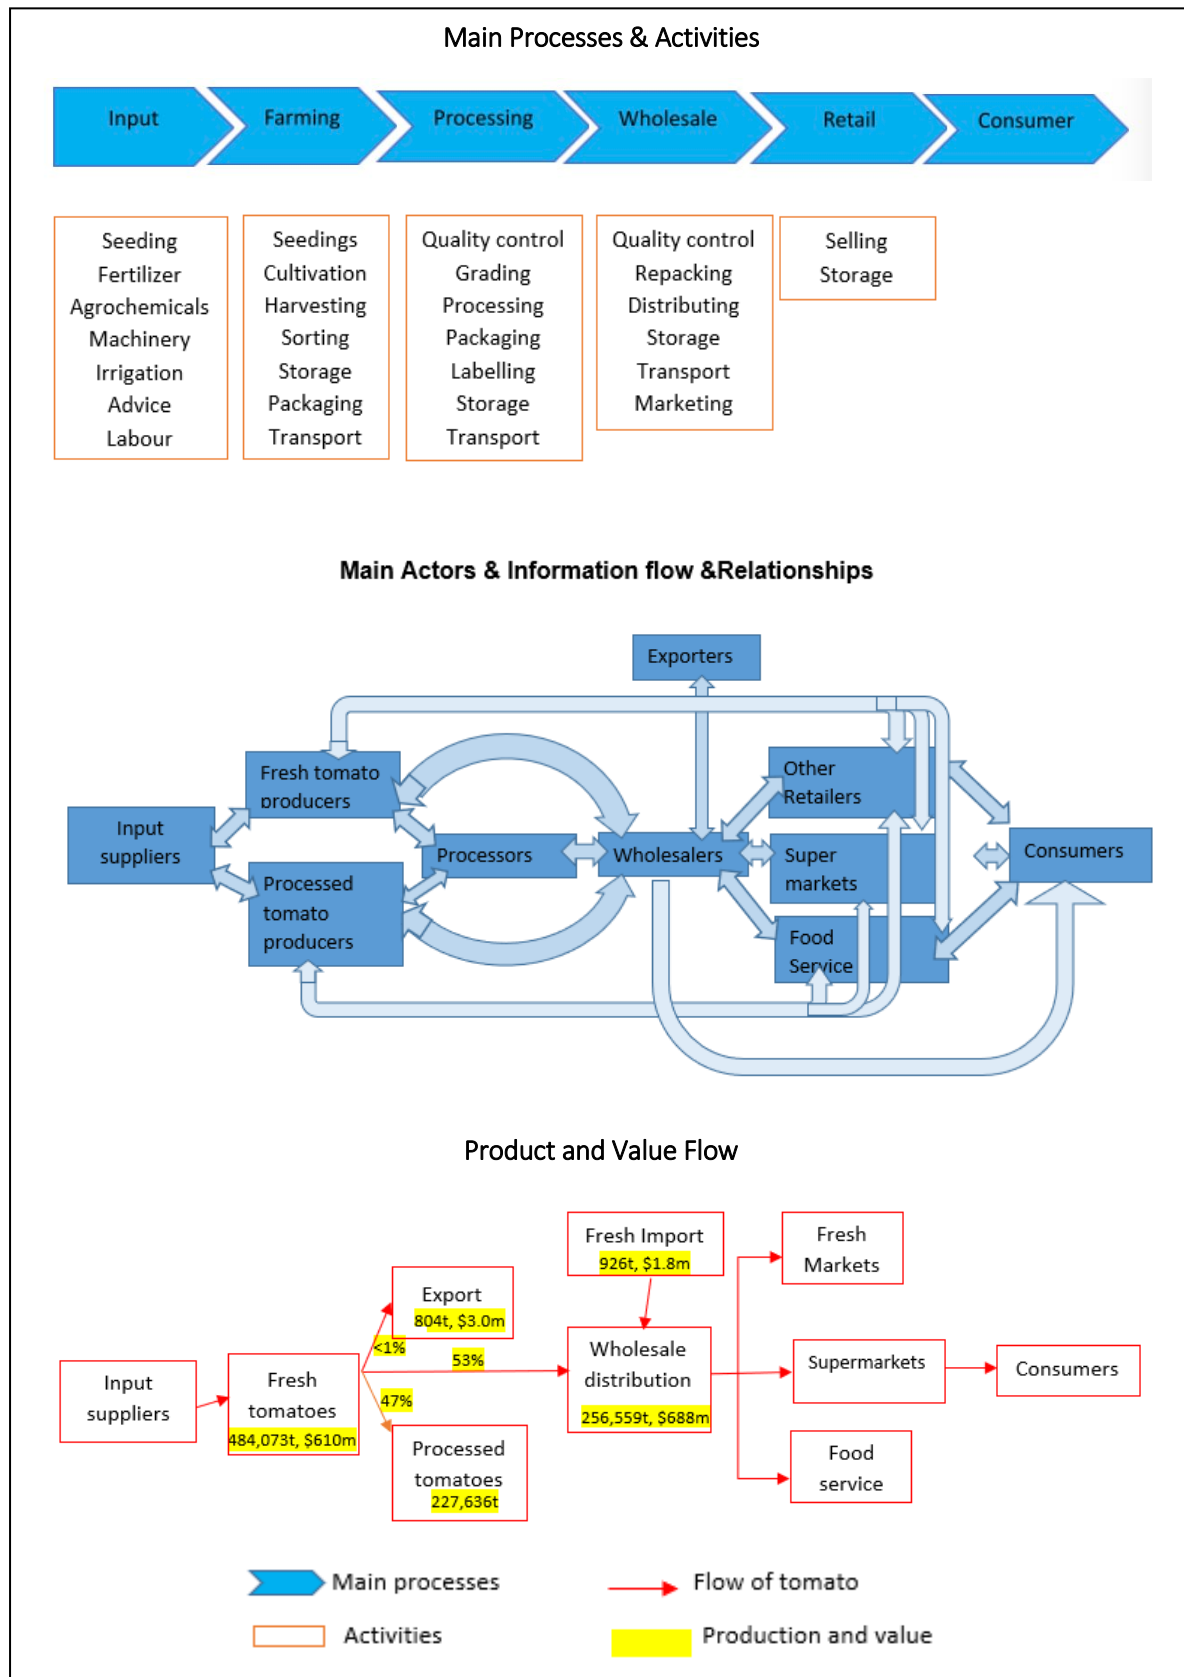 Main Processes & Activities
Input
Farming
Processing
Wholesale
Retail
Consumer
Seeding
Fertilizer
Agrochemicals
Machinery
Irrigation
Advice
Labour
Seedings
Cultivation
Harvesting
Sorting
Storage
Packaging
Transport
Quality control
Grading
Processing
Packaging
Labelling
Storage
Transport
Quality control
Repacking
Distributing
Storage
Transport
Marketing
Selling
Storage
Main Actors & Information flow &Relationships
Exporters
Fresh tomato
producers
Other
Retailers
Input
suppliers
Processors
Wholesalers
Super
markets
Consumers
Processed
tomato
producers
Food
Service
Product and Value Flow
Fresh Import
926t, $1.8m
Fresh
Markets
Export
804t, $3.0m
<1%
53%
47%
Input
suppliers
Fresh
tomatoes
484,073t, $610m
Wholesale
distribution
256,559t, $688m
Supermarkets
Consumers
Processed
tomatoes
227,636t
Food
service
Main processes
Flow of tomato
Activities
Production and value